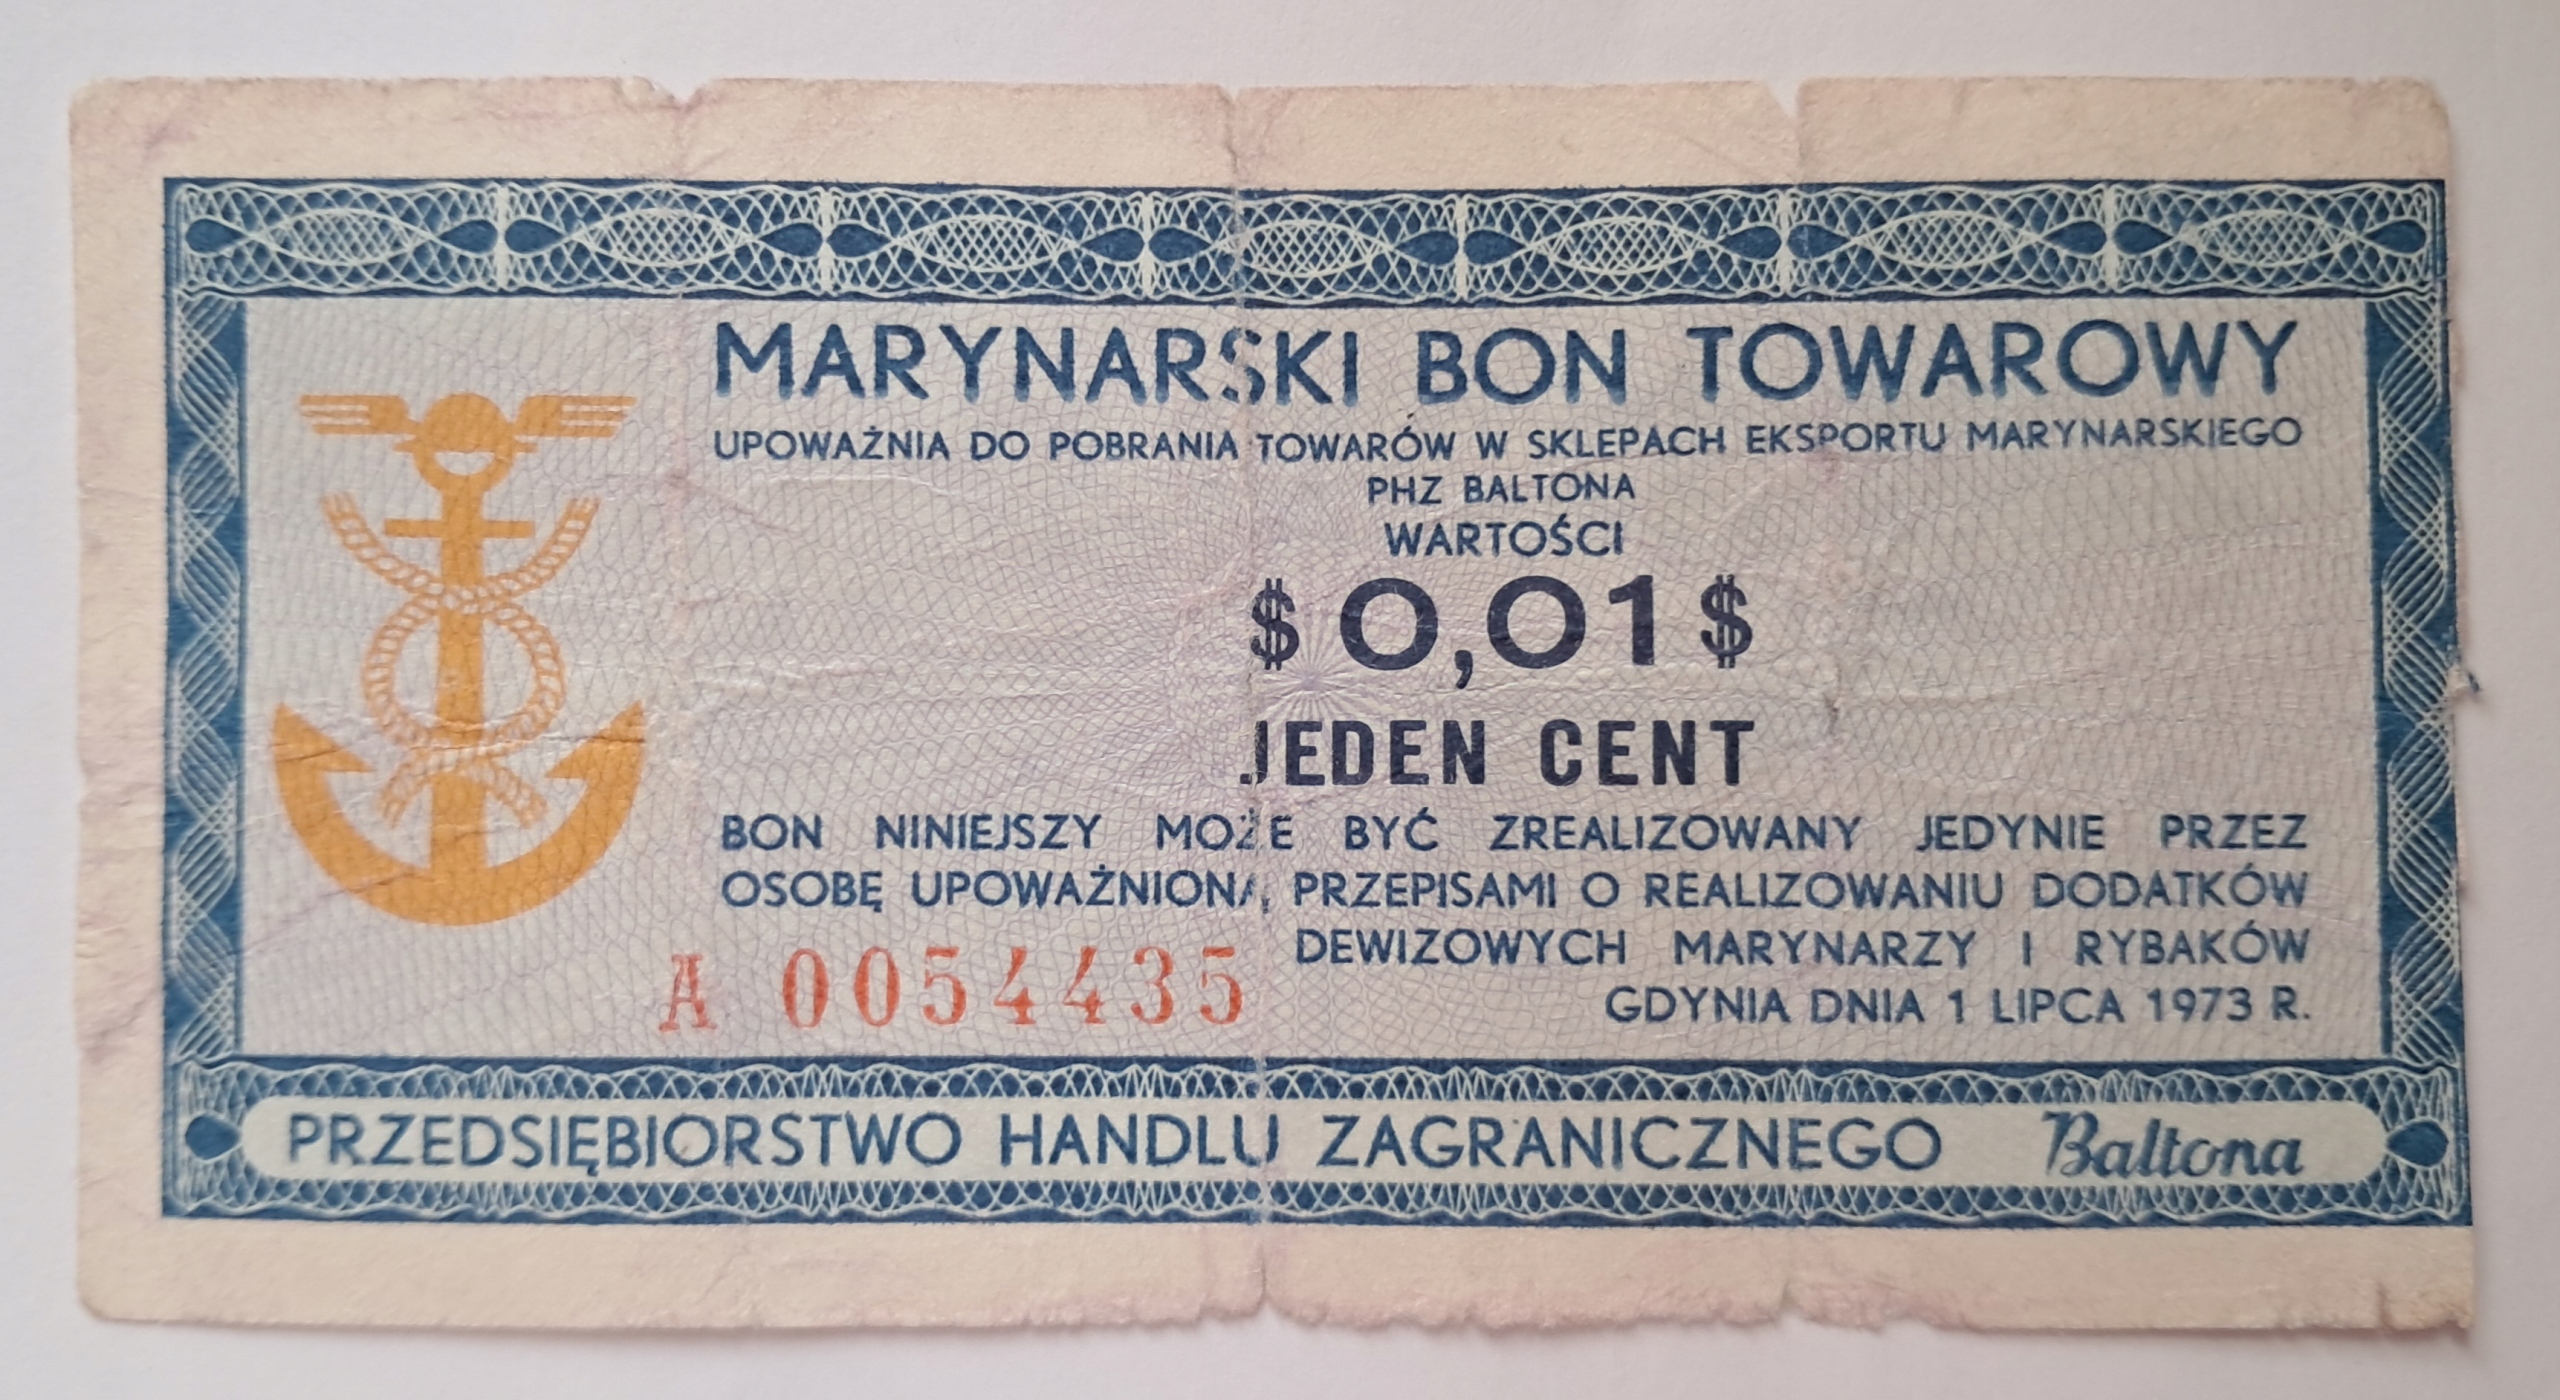 MARYNARSKI BON TOWAROWY
UPOWAŻNIA DO POBRANIA TOWARÓW W SKLEPACH EKSPORTU MARYNARSKIEGO
PHZ BALTONA
WARTOŚCI
$ 0,01 $
JEDEN CENT
BON NINIEJSZY MOŻE BYĆ ZREALIZOWANY JEDYNIE PRZEZ
OSOBĘ UPOWAŻNIONĄ PRZEPISAMI O REALIZOWANIU DODATKÓW
DEWIZOWYCH MARYNARZY I RYBAKÓW
A 0054435
GDYNIA DNIA 1 LIPCA 1973 R.
PRZEDSIĘBIORSTWO HANDLU ZAGRANICZNEGO Baltona